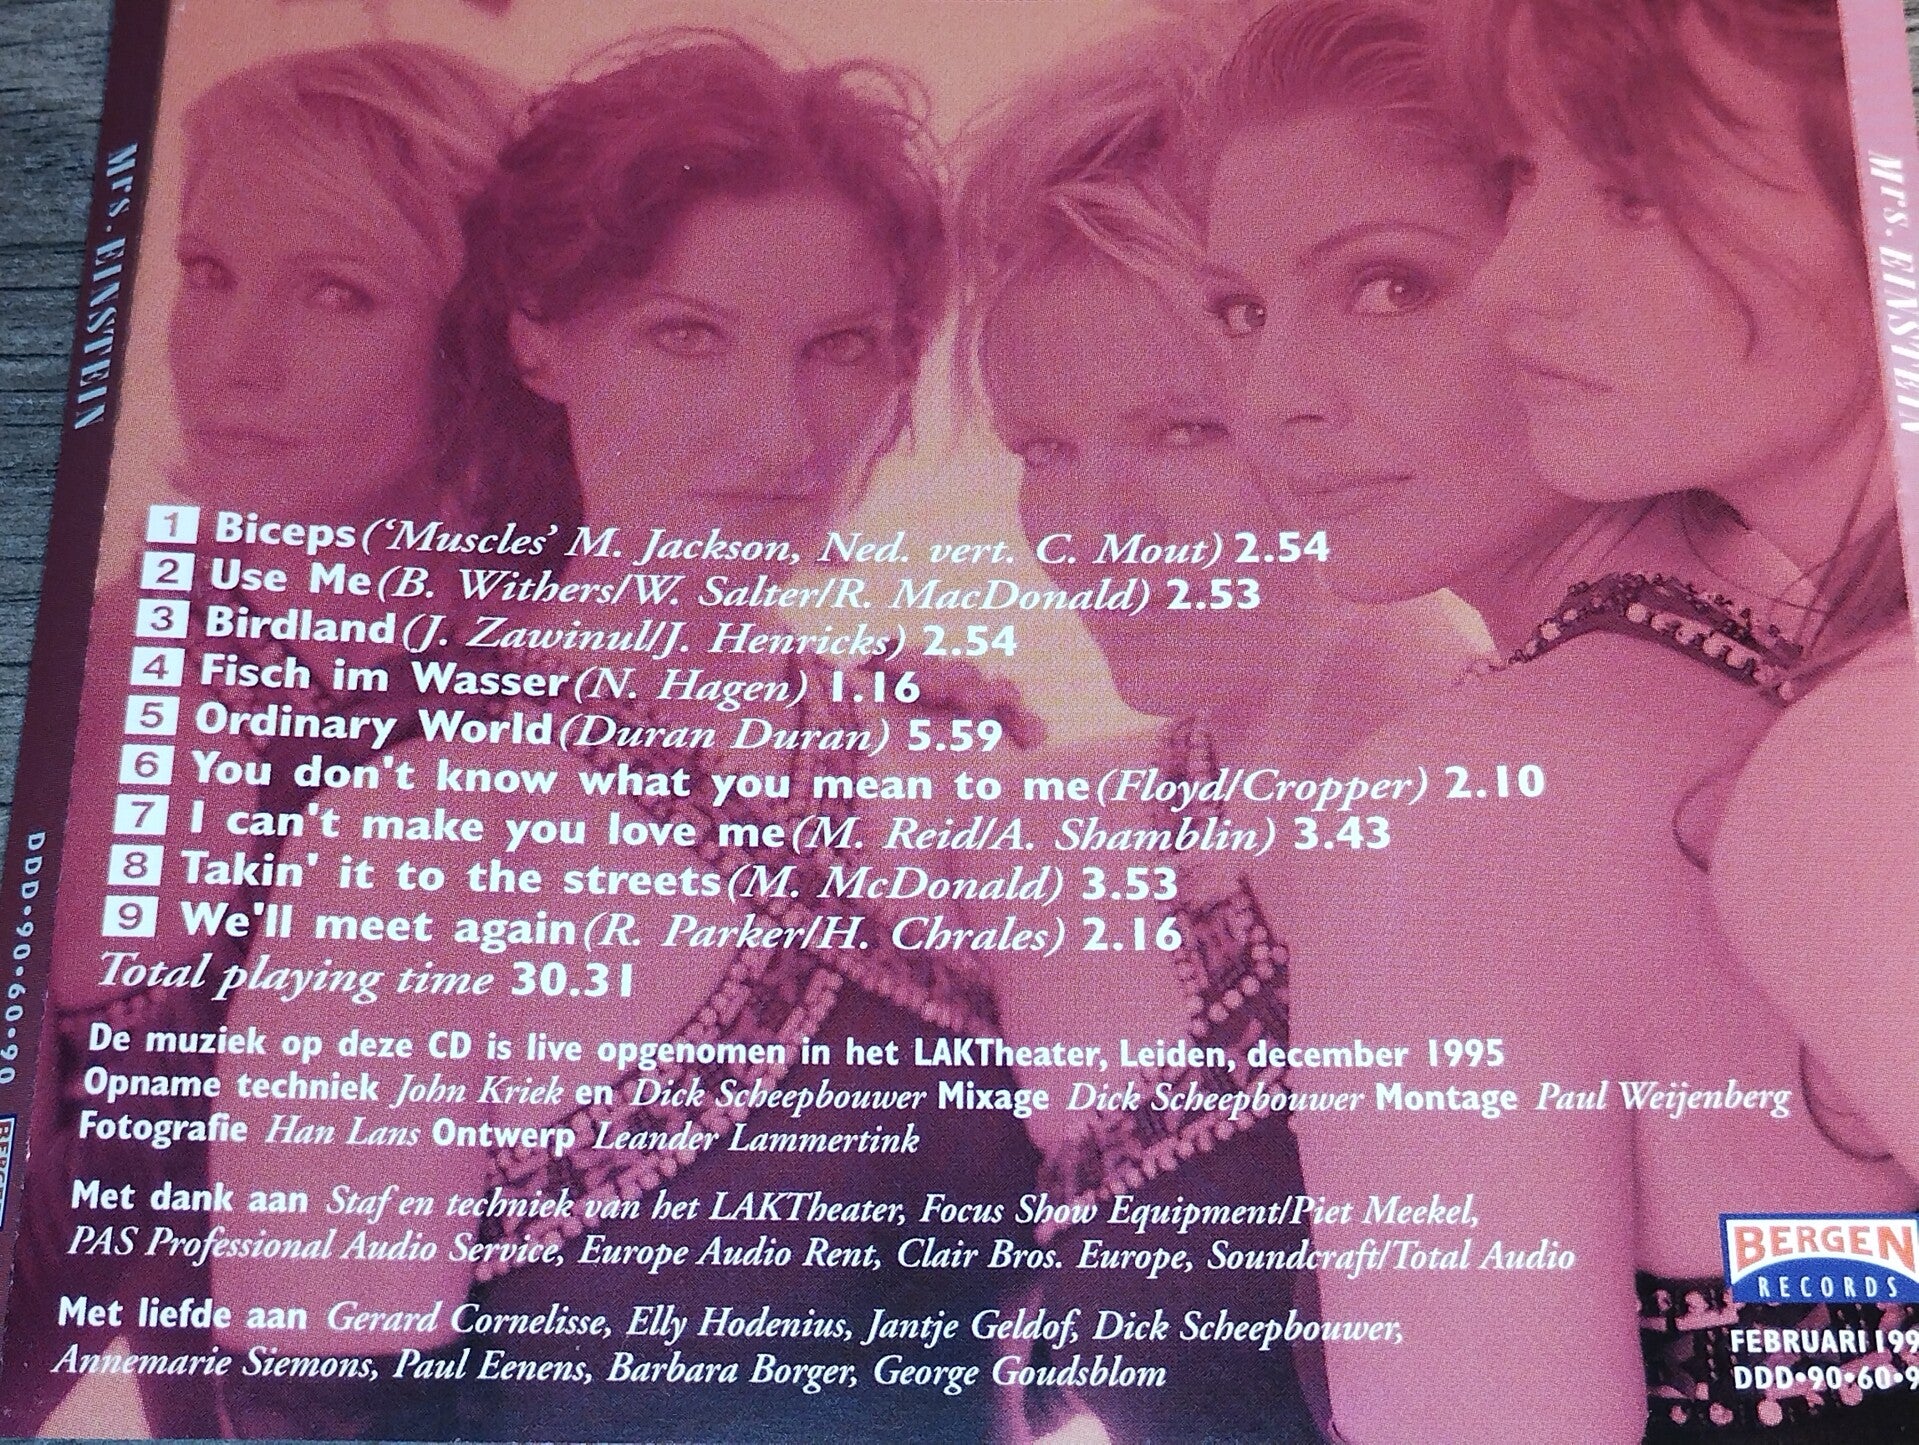 Mrs. EINSTEIN
Mrs. EINSTEIN
1 Biceps ('Muscles' M. Jackson, Ned. vert. C. Mout) 2.54
2 Use Me (B. Withers/W. Salter/R. MacDonald) 2.53
3 Birdland (J. Zawinul/J. Henricks) 2.54
4 Fisch im Wasser (N. Hagen) 1.16
5 Ordinary World (Duran Duran) 5.59
6 You don't know what you mean to me (Floyd/Cropper) 2.10
7 I can't make you love me (M. Reid/A. Shamblin) 3.43
8 Takin' it to the streets (M. McDonald) 3.53
9 We'll meet again (R. Parker/H. Chrales) 2.16
Total playing time 30.31
De muziek op deze CD is live opgenomen in het LAKTheater, Leiden, december 1995
Opname techniek John Kriek en Dick Scheepbouwer Mixage Dick Scheepbouwer Montage Paul Weijenberg
Fotografie Han Lans Ontwerp Leander Lammertink
Met dank aan Staf en techniek van het LAKTheater, Focus Show Equipment/Piet Meekel,
PAS Professional Audio Service, Europe Audio Rent, Clair Bros. Europe, Soundcraft/Total Audio
Met liefde aan Gerard Cornelisse, Elly Hodenius, Jantje Geldof, Dick Scheepbouwer,
Annemarie Siemons, Paul Eenens, Barbara Borger, George Goudsblom
BERGEN
RECORDS
FEBRUARI 199
DDD•90•60•9
DDD•90•60•90